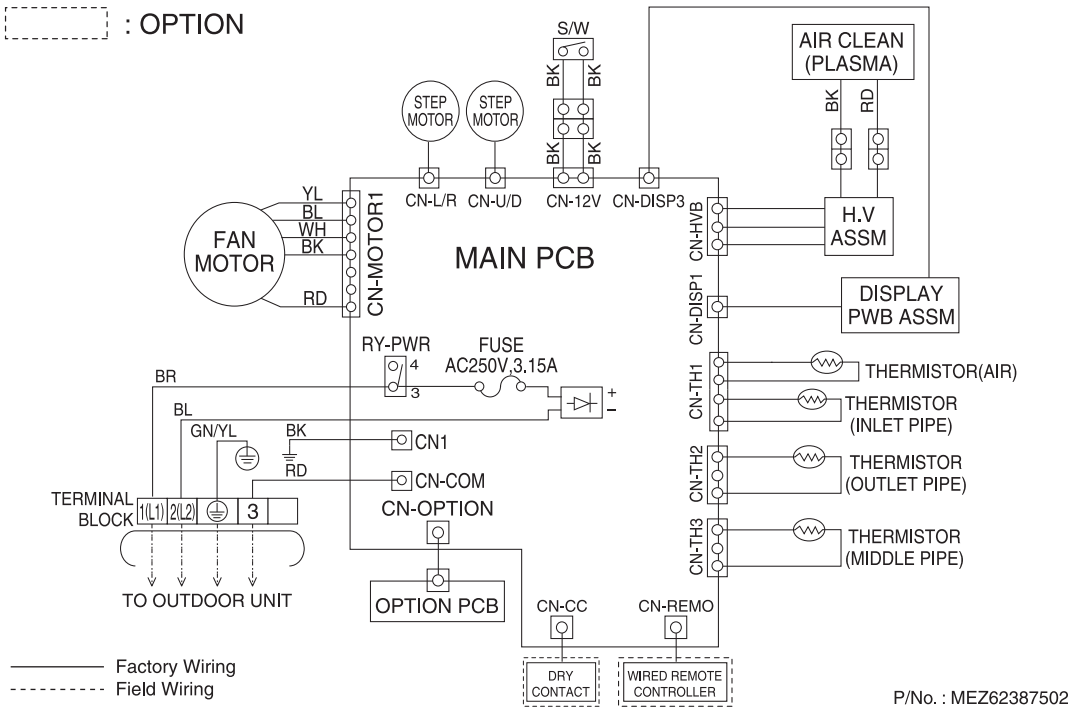 : OPTION
S/W
BK
BK
BK
BK
AIR CLEAN
(PLASMA)
BK
RD
STEP
MOTOR
STEP
MOTOR
CN-L/R
CN-U/D
CN-12V
CN-DISP3
YL
BL
WH
BK
RD
FAN
MOTOR
CN-MOTOR1
MAIN PCB
CN-HVB
H.V
ASSM
CN-DISP1
DISPLAY
PWB ASSM
RY-PWR
4
3
FUSE
AC250V,3.15A
+
–
BR
BL
GN/YL
BK
CN1
RD
CN-COM
CN-TH1
THERMISTOR(AIR)
THERMISTOR
(INLET PIPE)
CN-TH2
THERMISTOR
(OUTLET PIPE)
CN-TH3
THERMISTOR
(MIDDLE PIPE)
TERMINAL
BLOCK
1(L1)
2(L2)
3
TO OUTDOOR UNIT
CN-OPTION
OPTION PCB
CN-CC
DRY
CONTACT
CN-REMO
WIRED REMOTE
CONTROLLER
Factory Wiring
Field Wiring
P/No. : MEZ62387502